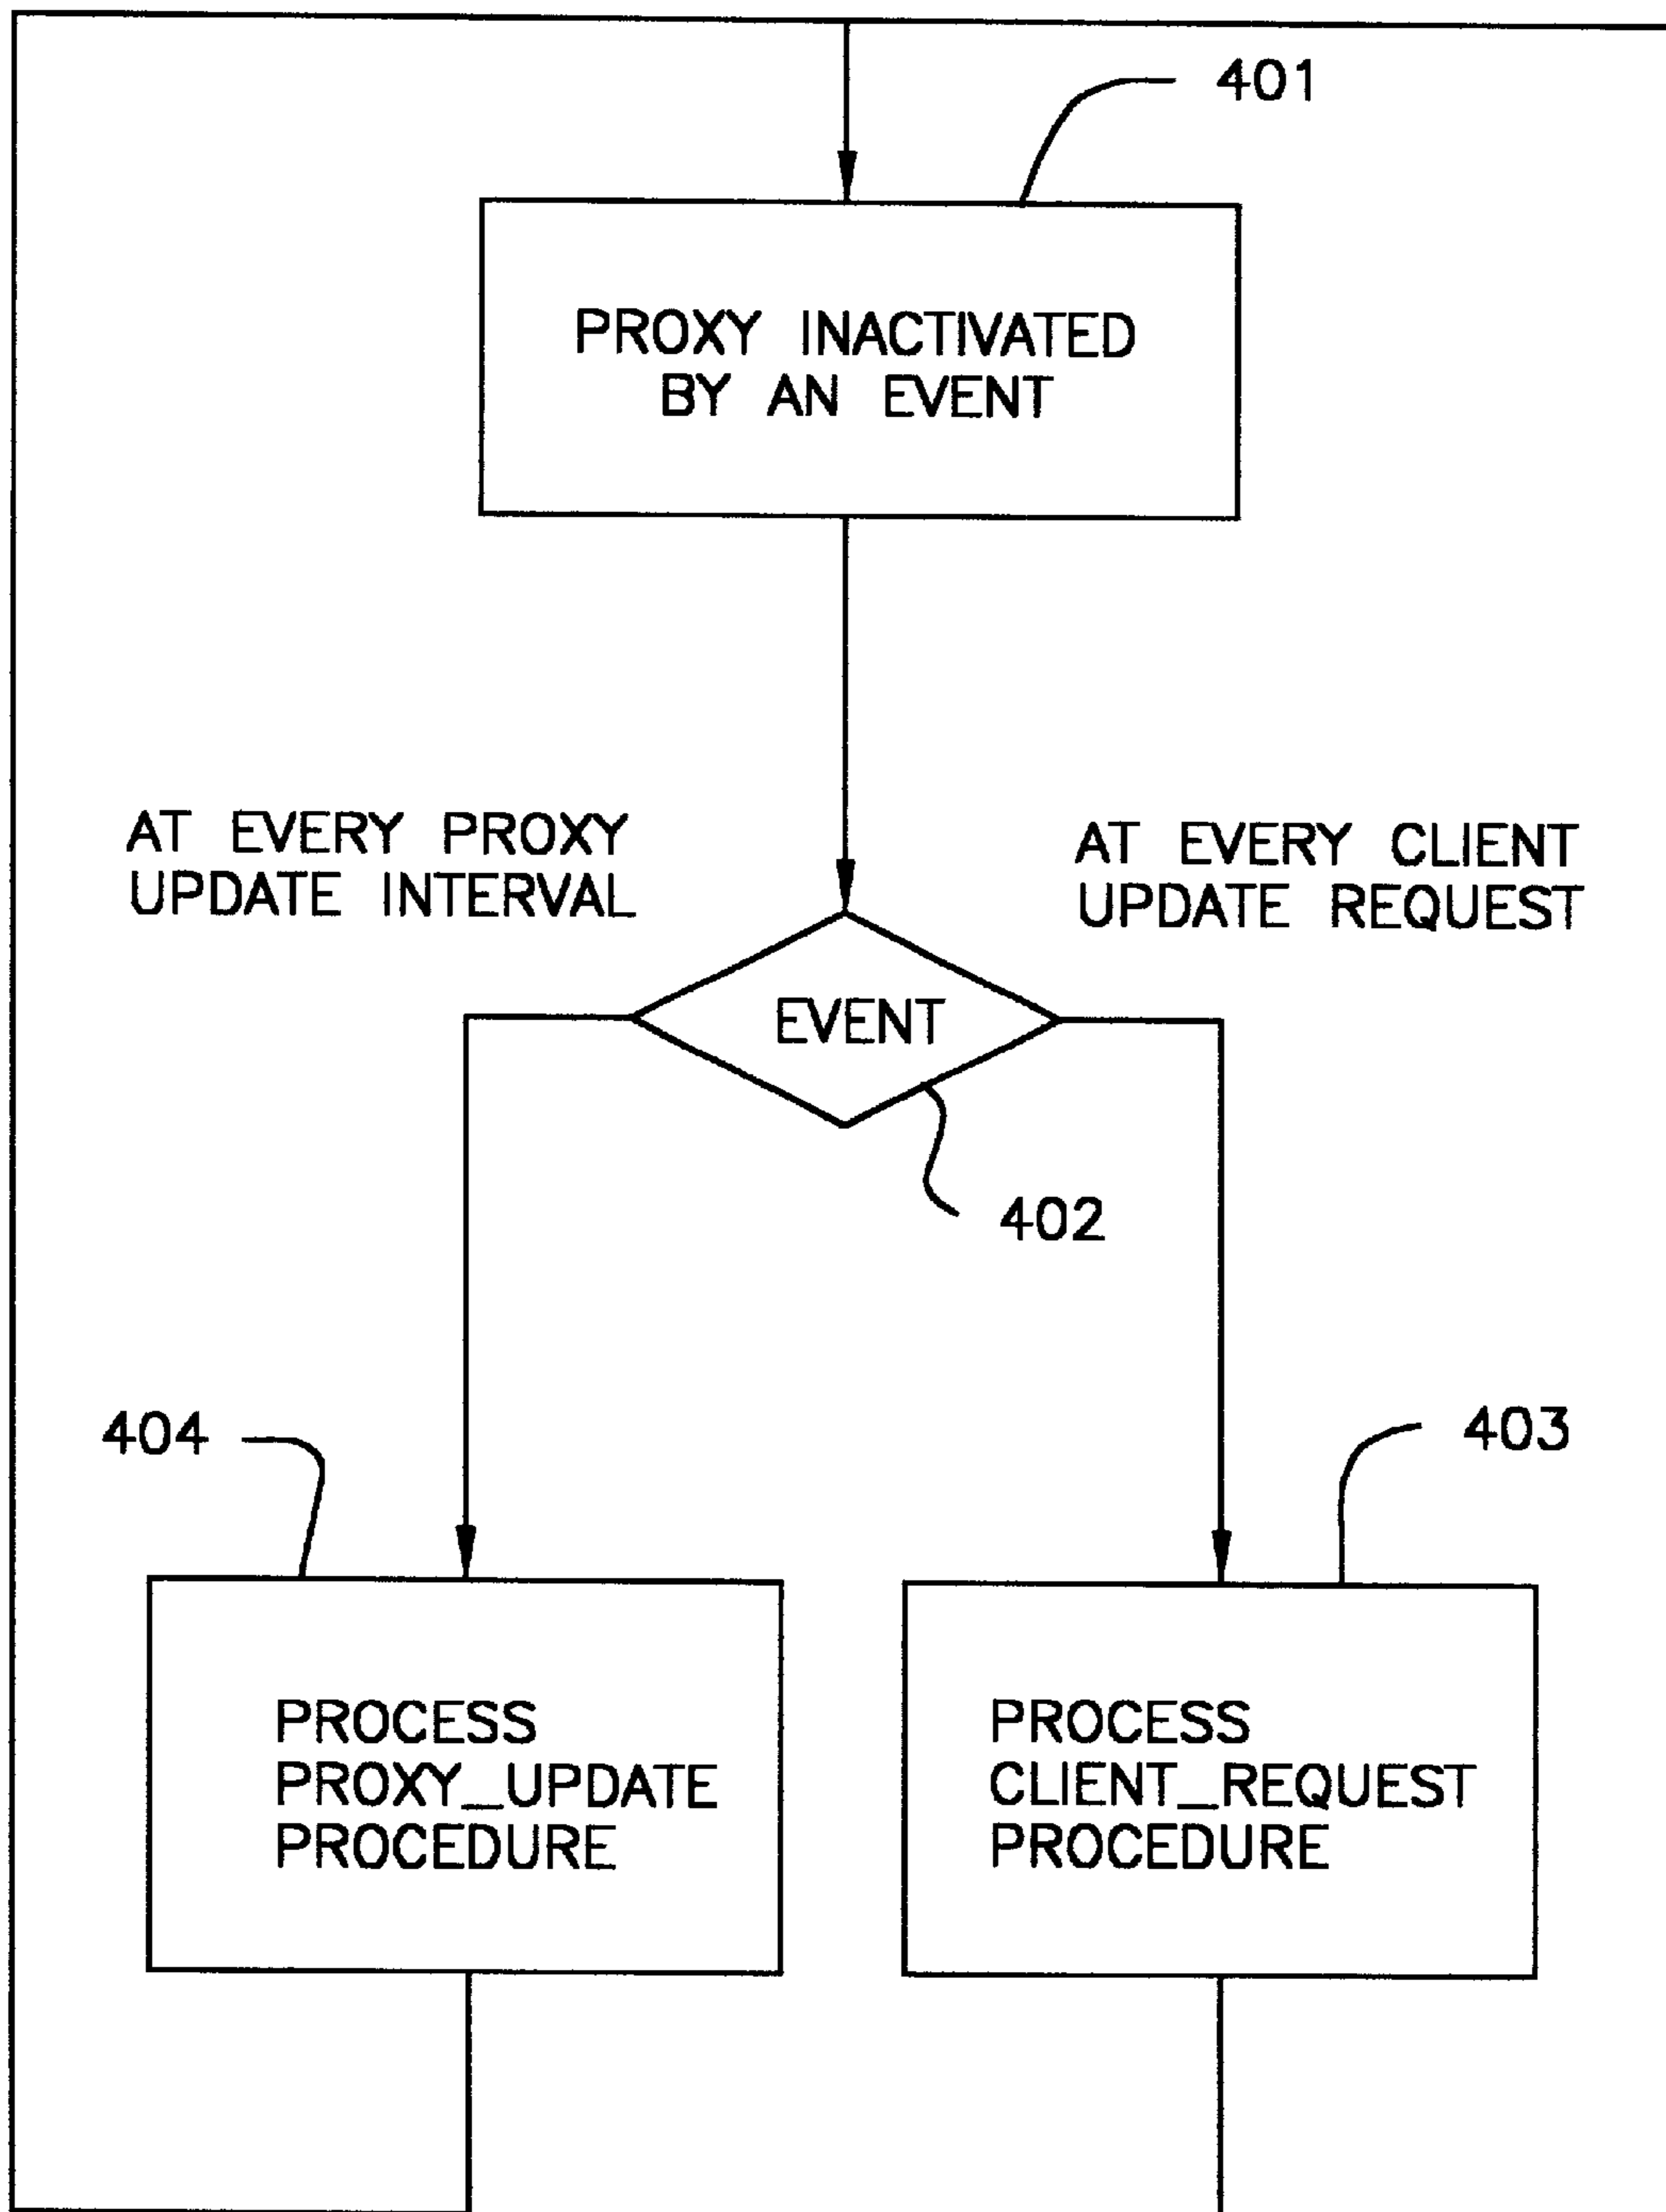 401
PROXY INACTIVATED
BY AN EVENT
AT EVERY PROXY
UPDATE INTERVAL
AT EVERY CLIENT
UPDATE REQUEST
EVENT
402
404
403
PROCESS
PROXY_UPDATE
PROCEDURE
PROCESS
CLIENT_REQUEST
PROCEDURE